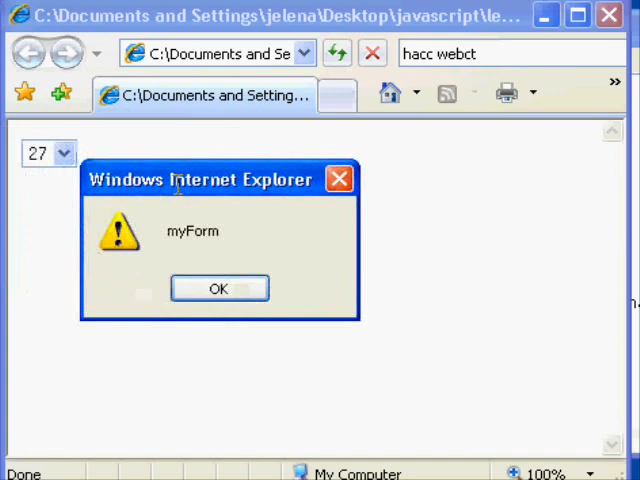 C:\Documents and Settings\jelena\Desktop\javascript\le...
C:\Documents and Se
hacc webct
C:\Documents and Setting...
»
27
Windows Internet Explorer
myForm
OK
Done
My Computer
100%